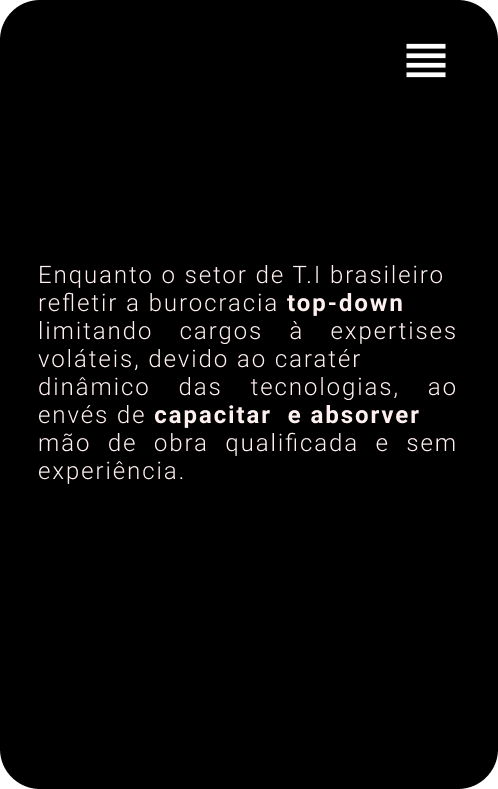 Enquanto o setor de T.I brasileiro
refletir a burocracia top-down
limitando cargos à expertises
voláteis, devido ao caratér
dinâmico das tecnologias, ao
envés de capacitar e absorver
mão de obra qualificada e sem
experiência.